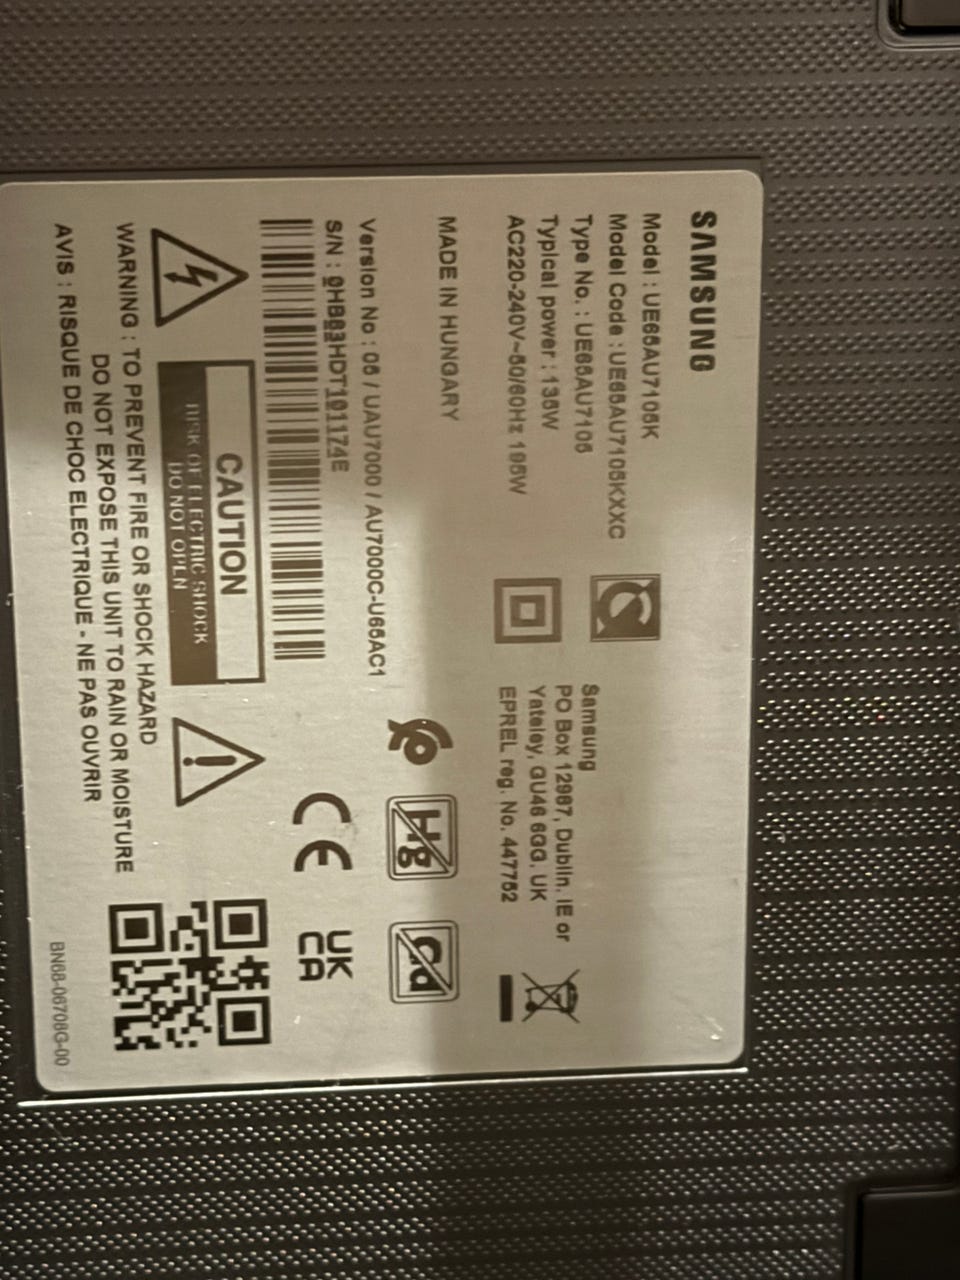 SAMSUNG
Model : UE65AU7105K
Model Code : UE65AU7105KXXC
Type No. : UE65AU7105
Typical power : 135W
AC220-240V~50/60Hz 195W
Samsung
PO Box 12987, Dublin. IE or
Yateley, GU46 6GG. UK
EPREL reg. No. 447752
MADE IN HUNGARY
Hg
Cd
Version No : 05 / UAU7000 / AU7000C-U65AC1
S/N :
CE
UK
CA
CAUTION
RISK OF ELECTRIC SHOCK
DO NOT OPEN
WARNING : TO PREVENT FIRE OR SHOCK HAZARD
DO NOT EXPOSE THIS UNIT TO RAIN OR MOISTURE
AVIS : RISQUE DE CHOC ELECTRIQUE - NE PAS OUVRIR
BN68-06708G-00